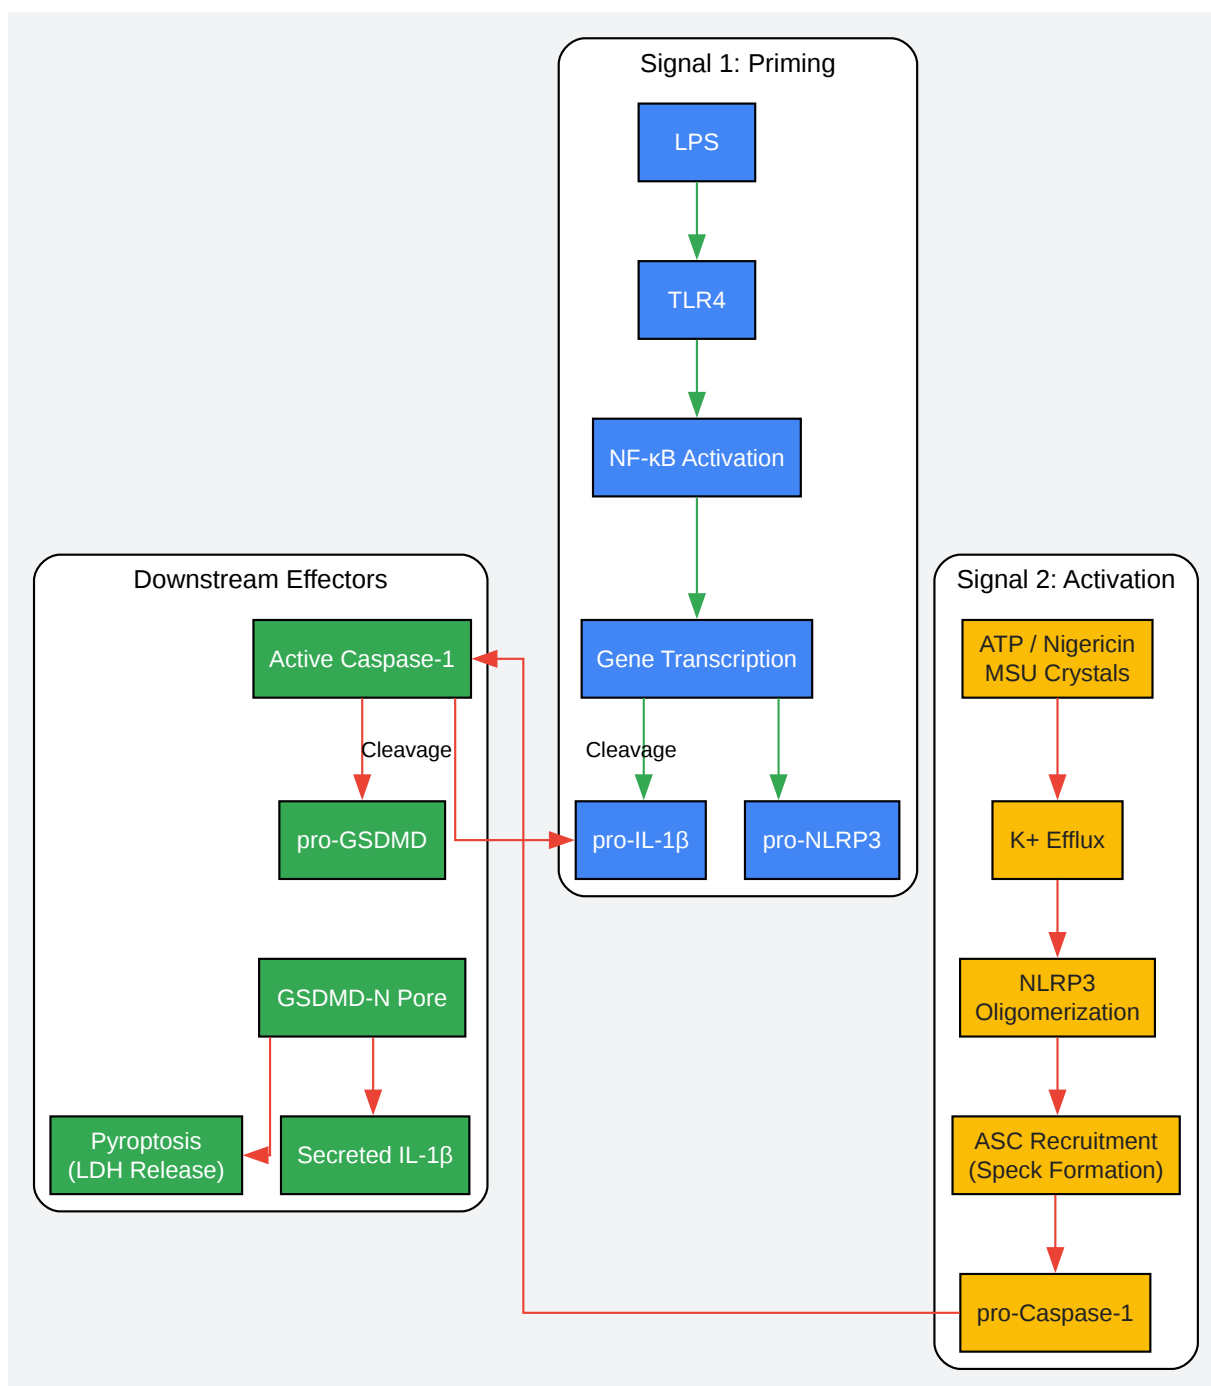 Signal 1: Priming
LPS
TLR4
NF-κB Activation
Gene Transcription
Cleavage
pro-IL-1β
pro-NLRP3
Signal 2: Activation
ATP / Nigericin
MSU Crystals
K+ Efflux
NLRP3
Oligomerization
ASC Recruitment
(Speck Formation)
pro-Caspase-1
Downstream Effectors
Active Caspase-1
Cleavage
pro-GSDMD
GSDMD-N Pore
Pyroptosis
(LDH Release)
Secreted IL-1β